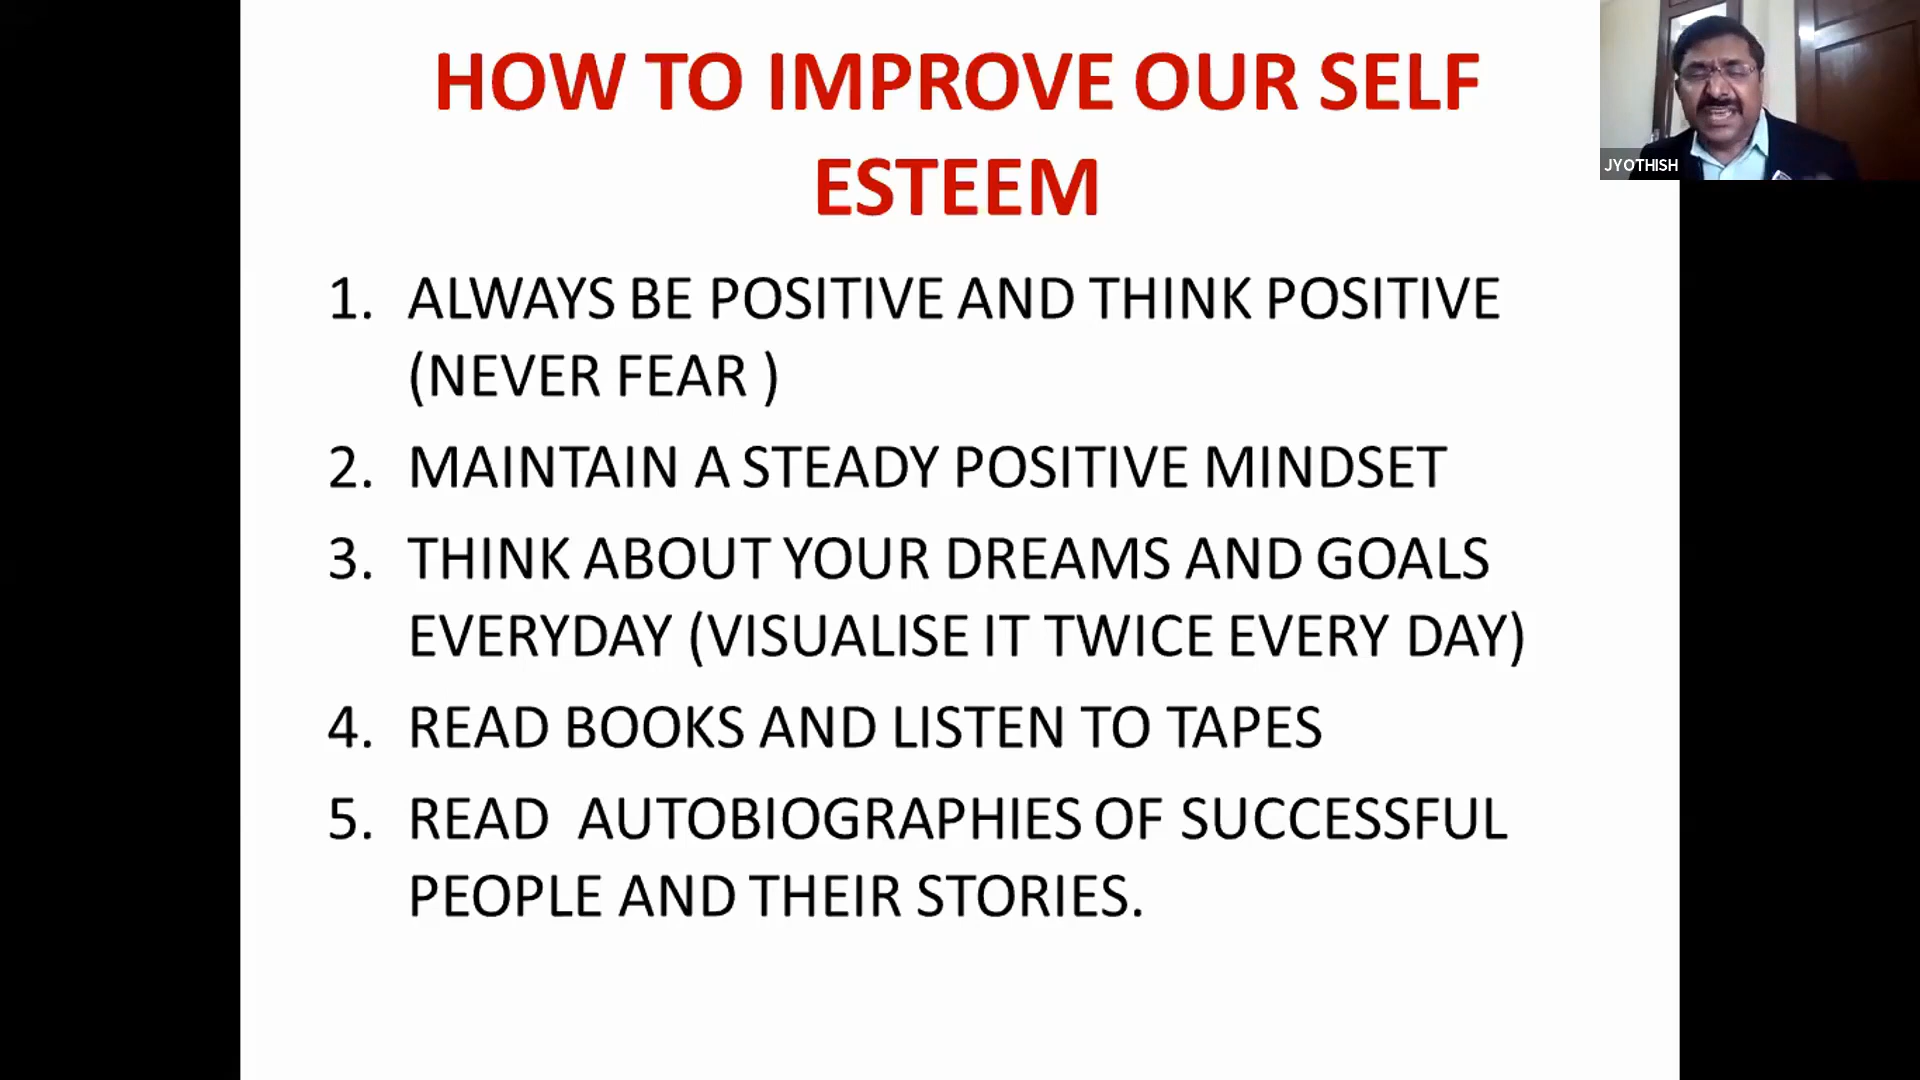 HOW TO IMPROVE OUR SELF
ESTEEM
JYOTHISH
1. ALWAYS BE POSITIVE AND THINK POSITIVE
(NEVER FEAR )
2. MAINTAIN A STEADY POSITIVE MINDSET
3. THINK ABOUT YOUR DREAMS AND GOALS
EVERYDAY (VISUALISE IT TWICE EVERY DAY)
4. READ BOOKS AND LISTEN TO TAPES
5. READ  AUTOBIOGRAPHIES OF SUCCESSFUL
PEOPLE AND THEIR STORIES.